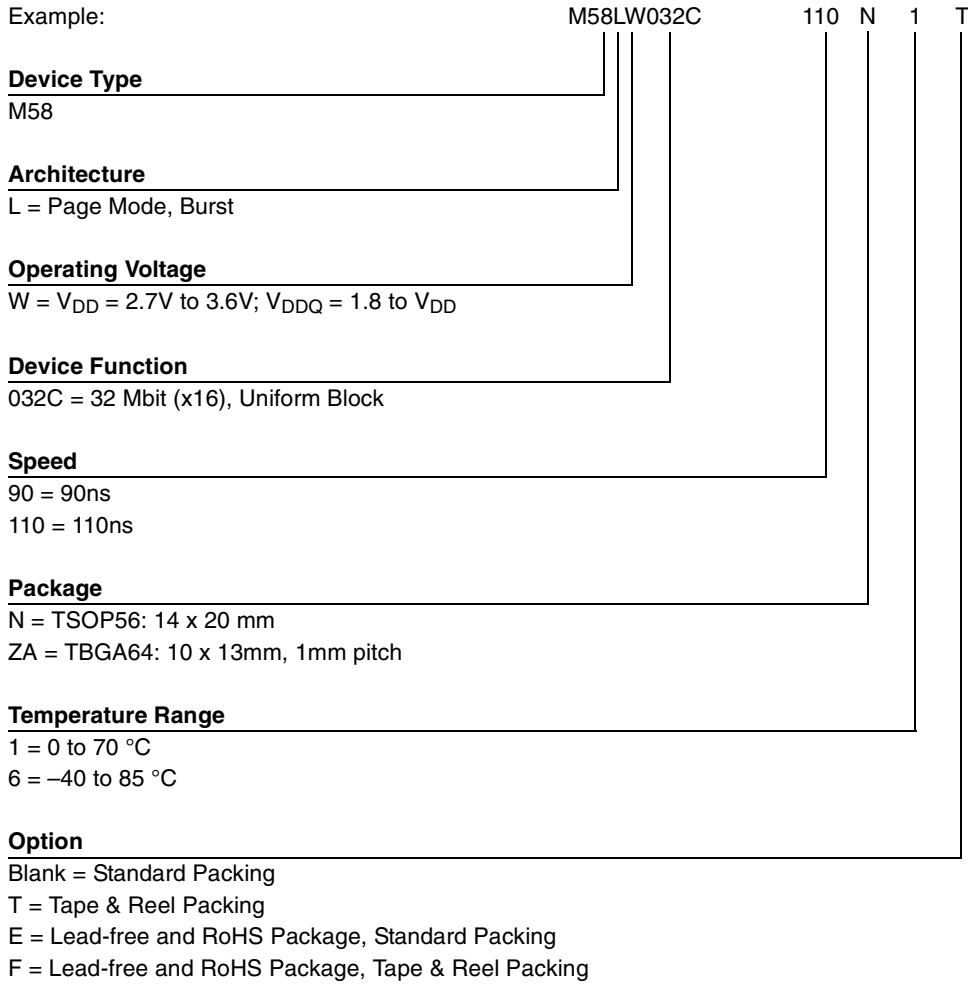 Example: M58LW032C 110 N 1 T
Device Type
M58
Architecture
L = Page Mode, Burst
Operating Voltage
W = VDD = 2.7V to 3.6V; VDDQ = 1.8 to VDD
Device Function
032C = 32 Mbit (x16), Uniform Block
Speed
90 = 90ns
110 = 110ns
Package
N = TSOP56: 14 x 20 mm
ZA = TBGA64: 10 x 13mm, 1mm pitch
Temperature Range
1 = 0 to 70 °C
6 = –40 to 85 °C
Option
Blank = Standard Packing
T = Tape & Reel Packing
E = Lead-free and RoHS Package, Standard Packing
F = Lead-free and RoHS Package, Tape & Reel Packing